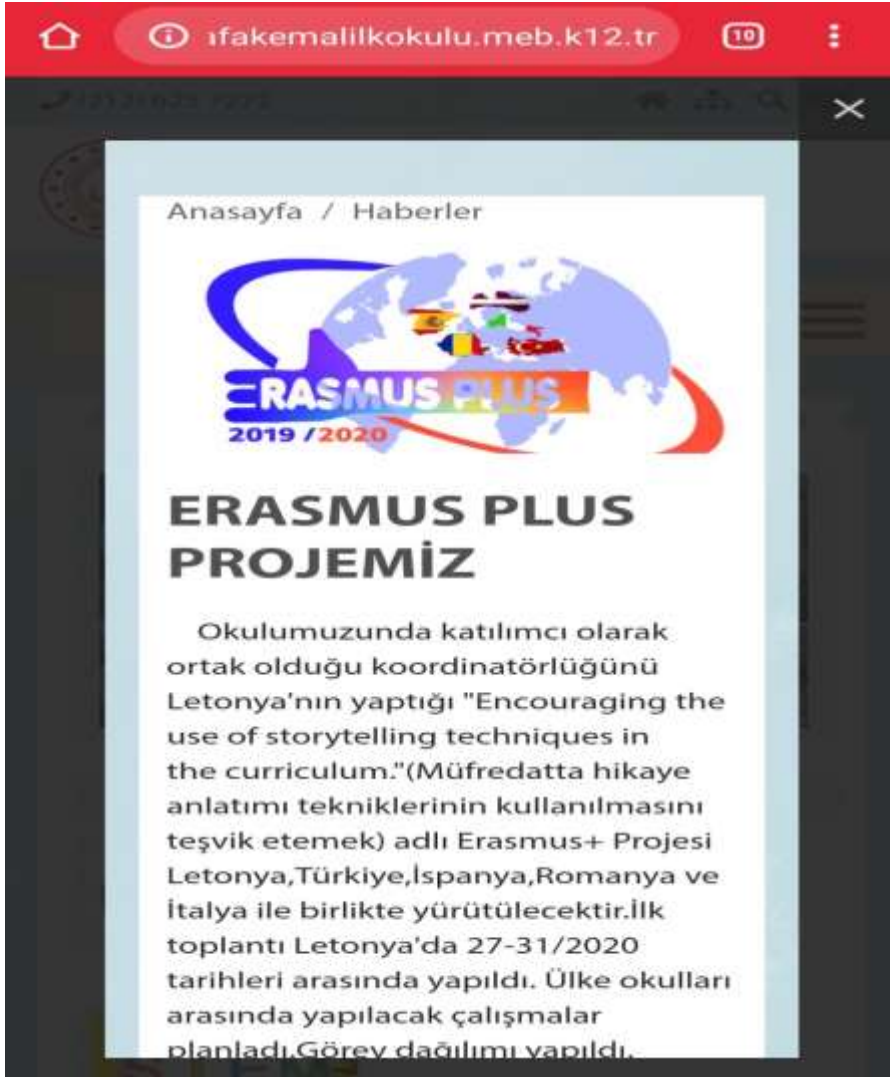 ıfakemalilkokulu.meb.k12.tr
10
Anasayfa / Haberler
ERASMUS PLUS
2019 /2020
ERASMUS PLUS
PROJEMİZ
Okulumuzunda katılımcı olarak
ortak olduğu koordinatörlüğünü
Letonya'nın yaptığı "Encouraging the
use of storytelling techniques in
the curriculum."(Müfredatta hikaye
anlatımı tekniklerinin kullanılmasını
teşvik etemek) adlı Erasmus+ Projesi
Letonya,Türkiye,İspanya,Romanya ve
İtalya ile birlikte yürütülecektir.İlk
toplantı Letonya'da 27-31/2020
tarihleri arasında yapıldı. Ülke okulları
arasında yapılacak çalışmalar
planladı.Görev dağılımı yapıldı.